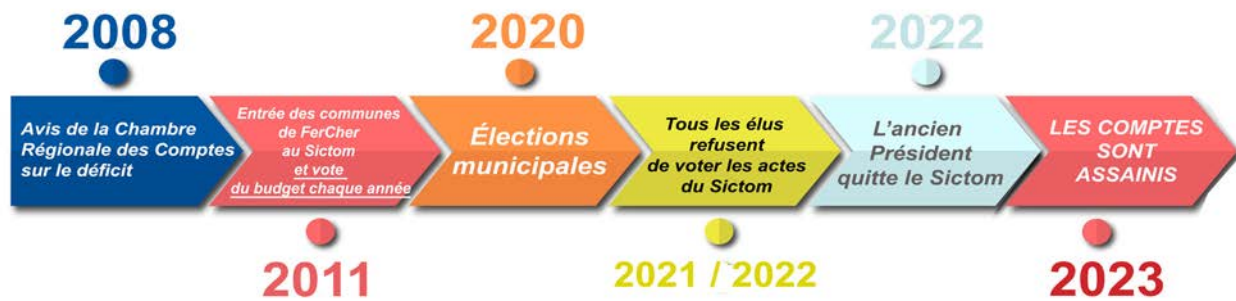 2008
Avis de la Chambre
Régionale des Comptes
sur le déficit
Entrée des communes
de FerCher
au Sictom
et vote
du budget chaque année
2011
2020
Élections
municipales
Tous les élus
refusent
de voter les actes
du Sictom
2021 / 2022
2022
L'ancien
Président
quitte le Sictom
LES COMPTES
SONT
ASSAINIS
2023